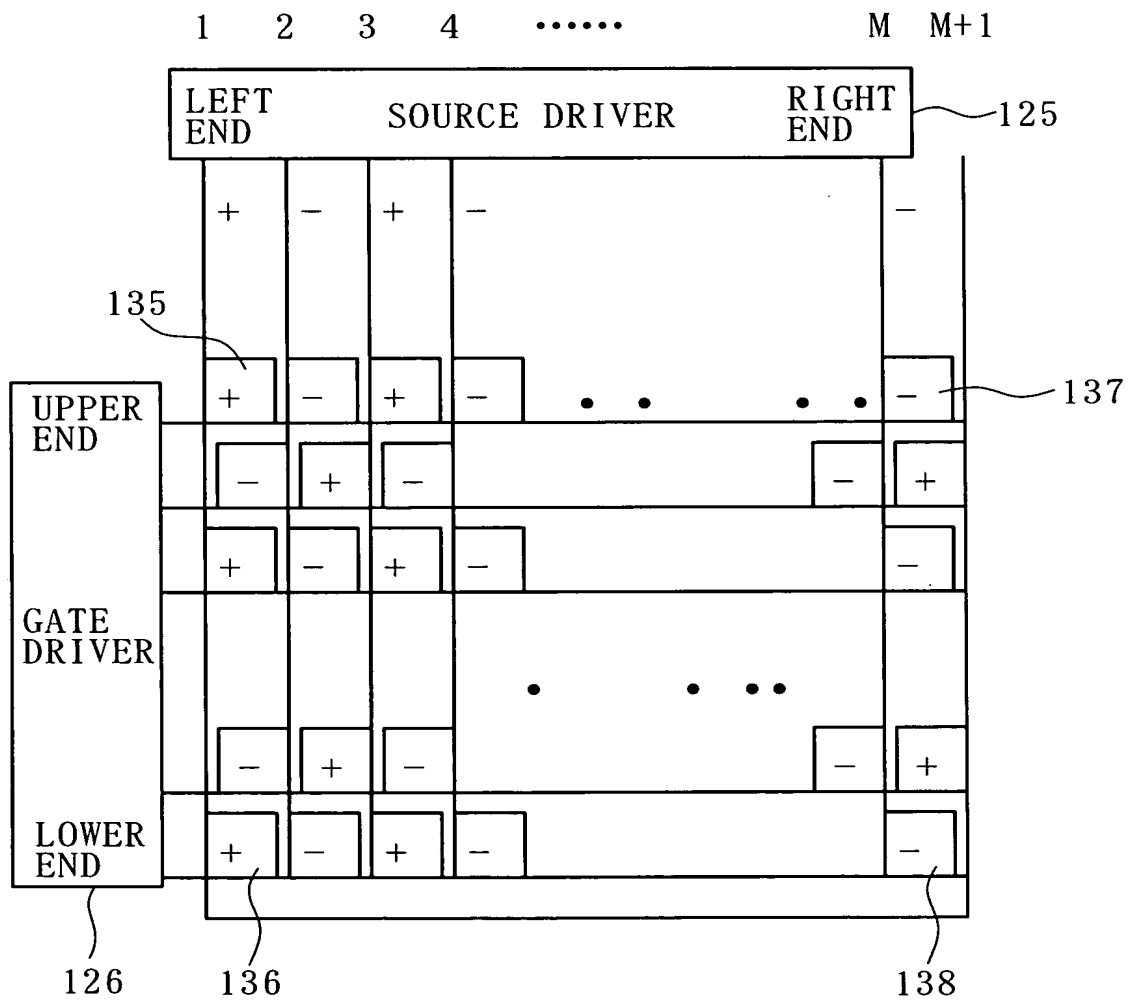 1 2 3 4 •••••• M M+1
LEFT END
SOURCE DRIVER
RIGHT END
125
+ − + − −
135
UPPER END
+ − + − • • • • −
137
− + − − +
+ − + − −
GATE DRIVER
• • • •
− + − − +
LOWER END
+ − + − −
126
136
138